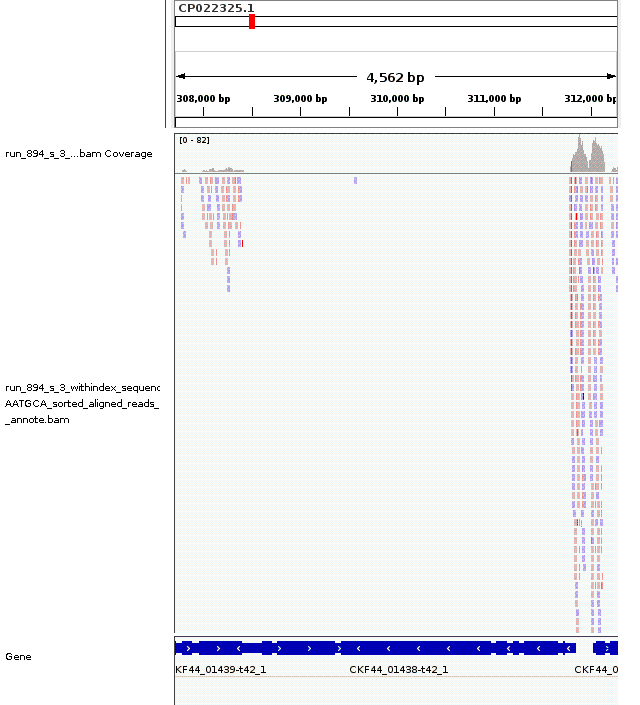 CP022325.1
4,562 bp
308,000 bp 309,000 bp 310,000 bp 311,000 bp 312,000 bp
run_894_s_3_...bam Coverage
[0 - 82]
run_894_s_3_withindex_sequenc
AATGCA_sorted_aligned_reads_
_annote.bam
Gene
KF44_01439-t42_1 CKF44_01438-t42_1 CKF44_0